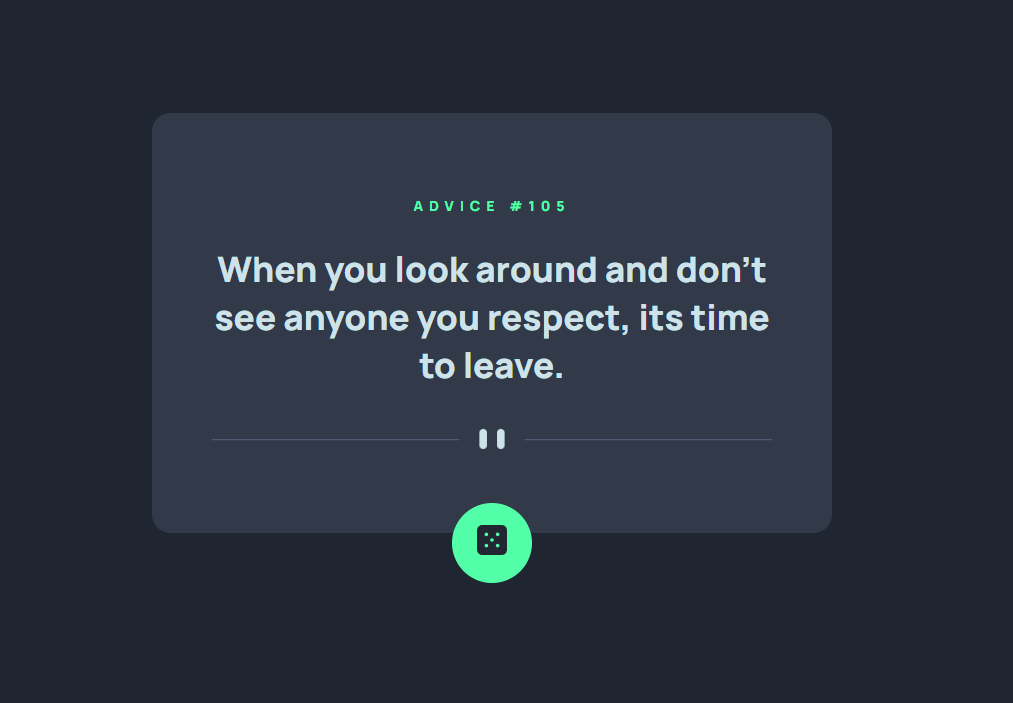 ADVICE #105
When you look around and don’t
see anyone you respect, its time
to leave.